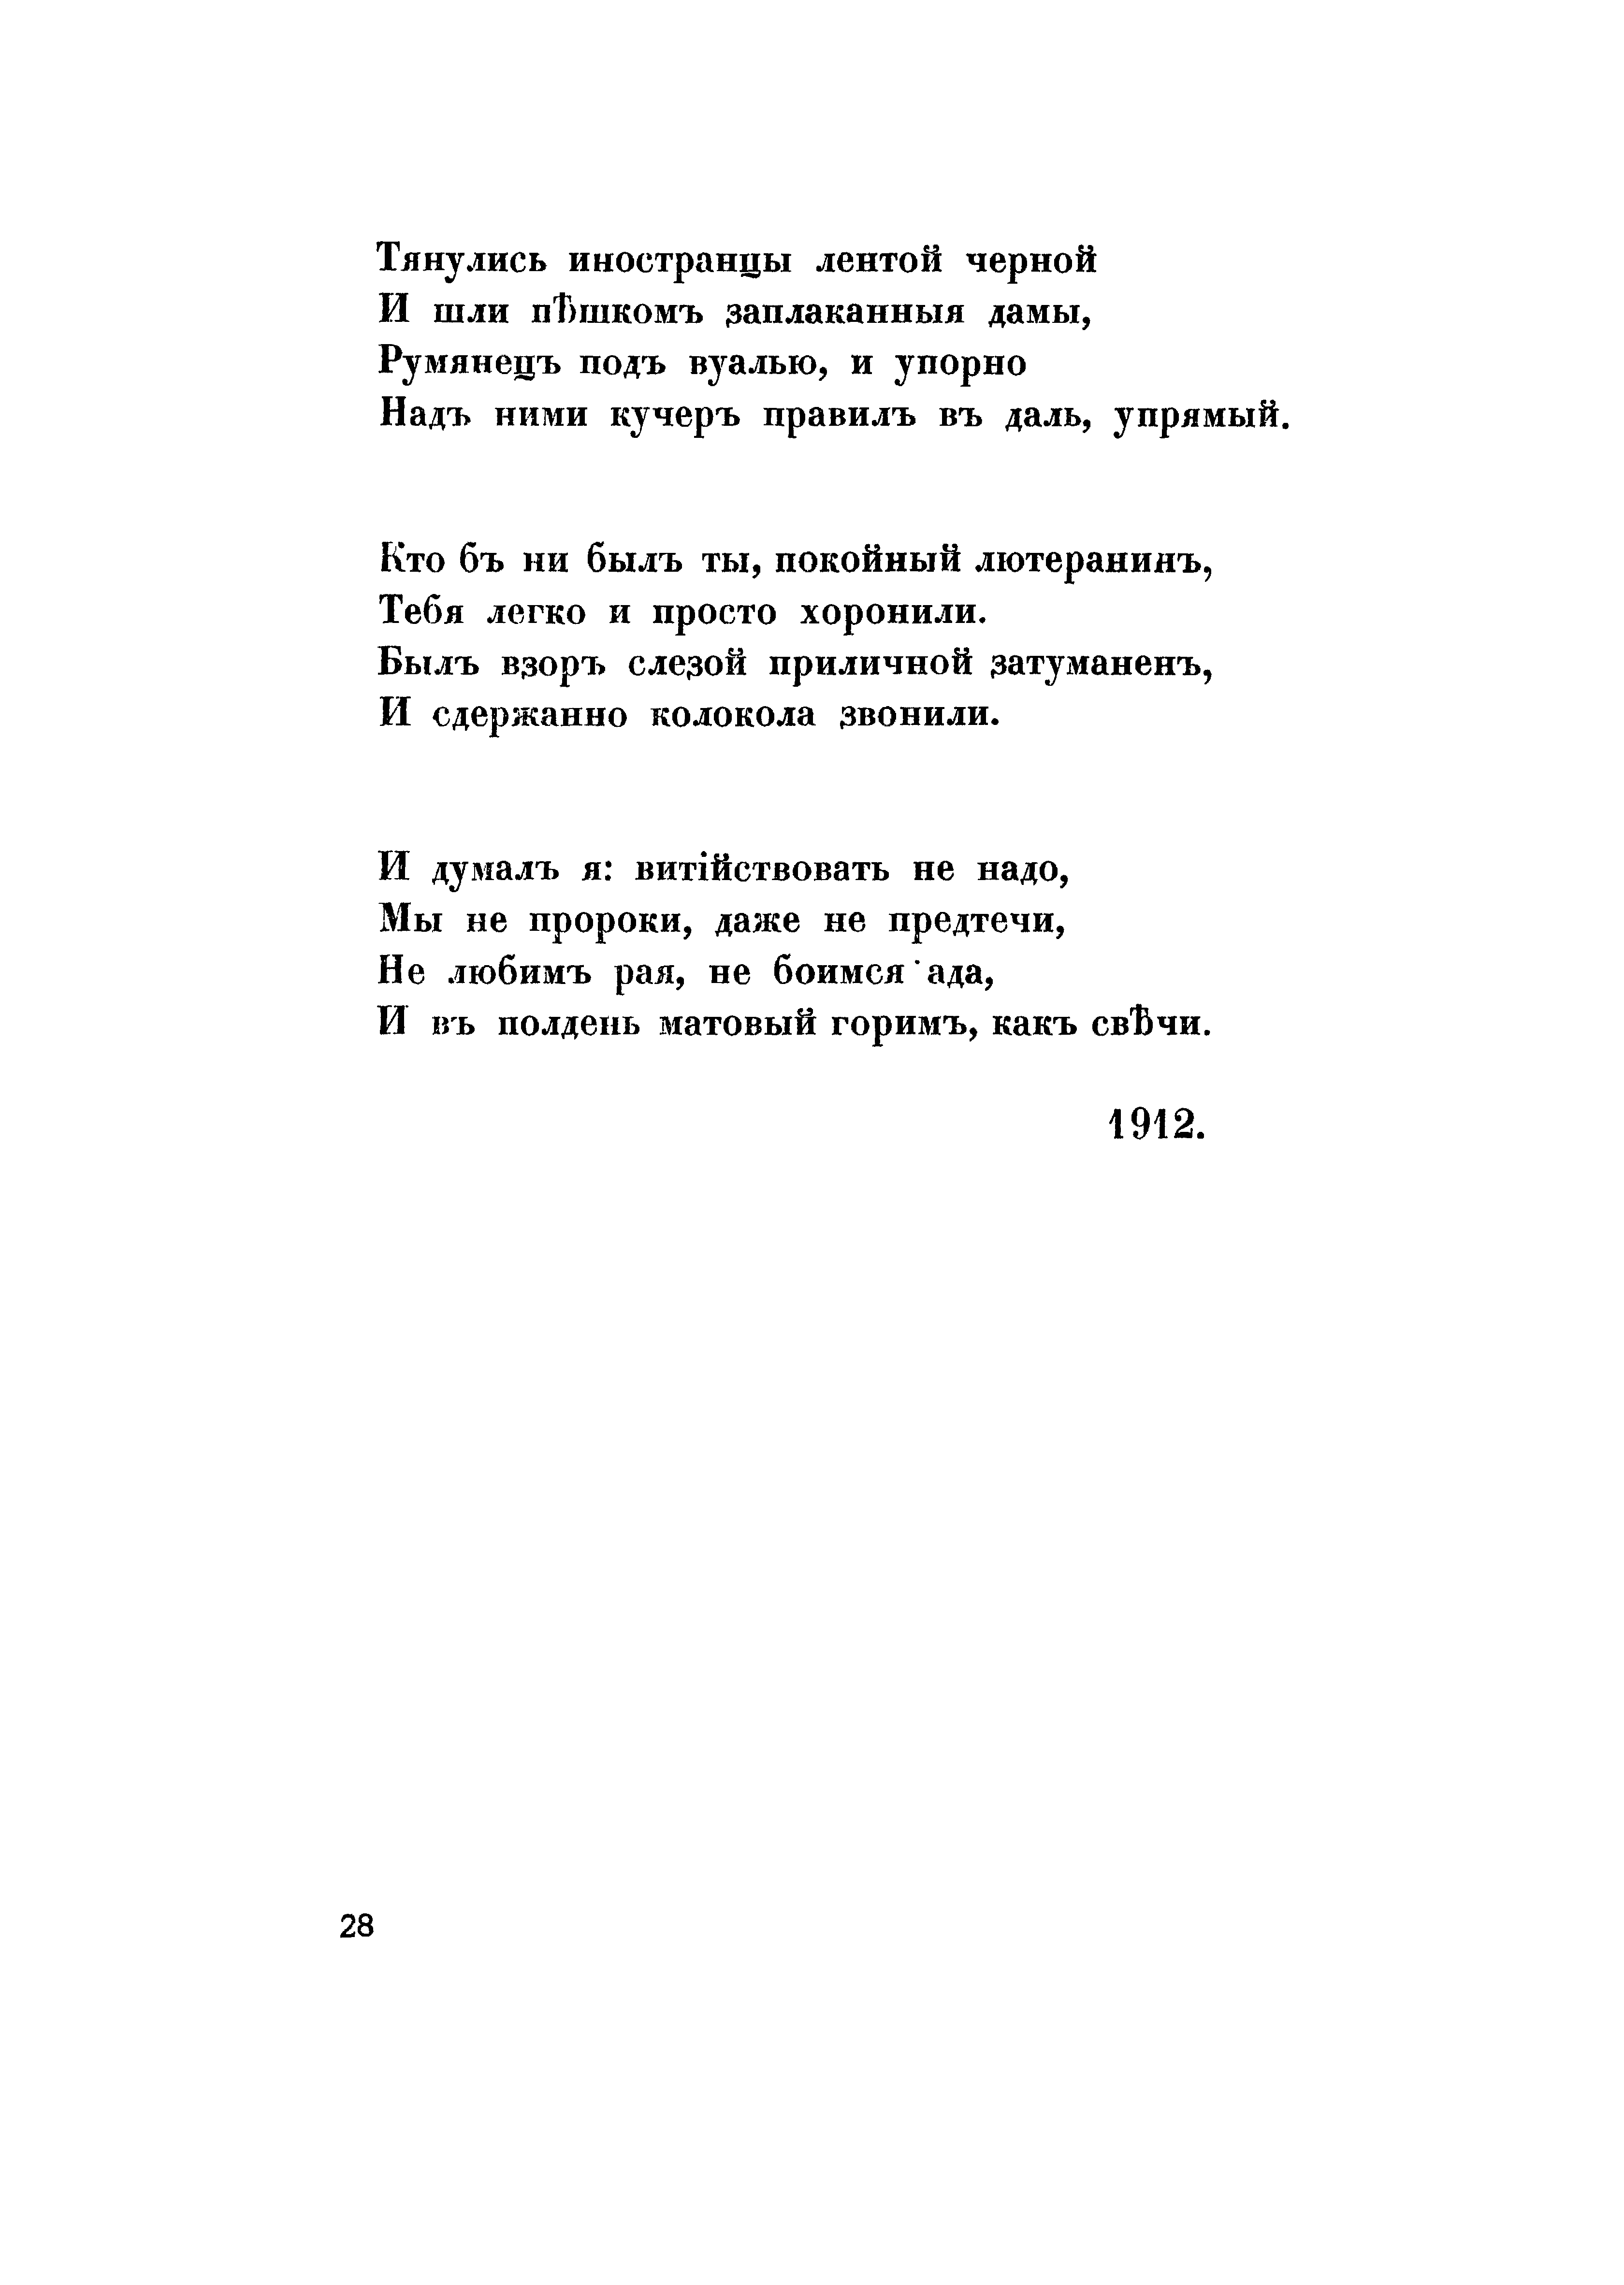 Тянулись иностранцы лентой черной
И шли пѣшкомъ заплаканныя дамы,
Румянецъ подъ вуалью, и упорно
Надъ ними кучеръ правилъ въ даль, упрямый.
Кто бъ ни былъ ты, покойный лютеранинъ,
Тебя легко и просто хоронили.
Былъ взоръ слезой приличной затуманенъ,
И сдержанно колокола звонили.
И думалъ я: витійствовать не надо,
Мы не пророки, даже не предтечи,
Не любимъ рая, не боимся ада,
И въ полдень матовый горимъ, какъ свѣчи.
1912.
28